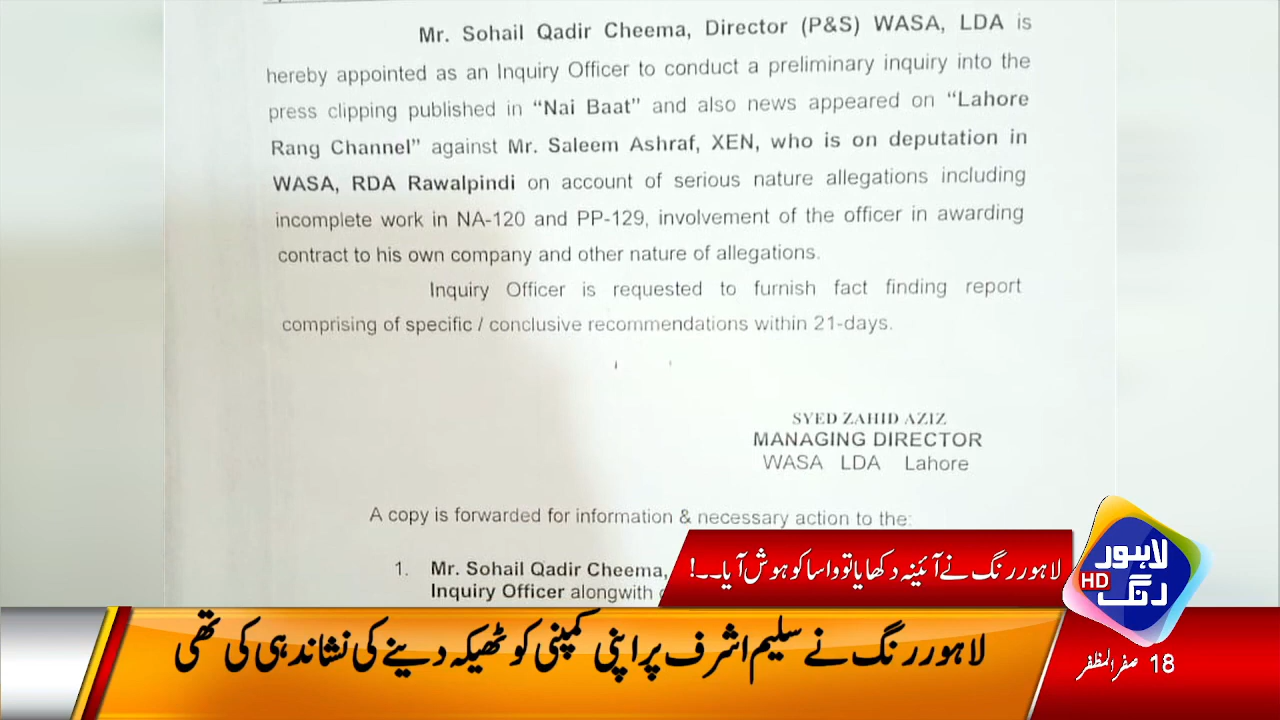 Mr. Sohail Qadir Cheema, Director (P&S) WASA, LDA is
hereby appointed as an Inquiry Officer to conduct a preliminary inquiry into the
press clipping published in “Nai Baat” and also news appeared on “Lahore
Rang Channel” against Mr. Saleem Ashraf, XEN, who is on deputation in
WASA, RDA Rawalpindi on account of serious nature allegations including
incomplete work in NA-120 and PP-129, involvement of the officer in awarding
contract to his own company and other nature of allegations.
Inquiry Officer is requested to furnish fact finding report
comprising of specific / conclusive recommendations within 21-days.
SYED ZAHID AZIZ
MANAGING DIRECTOR
WASA LDA Lahore
A copy is forwarded for information & necessary action to the:
1. Mr. Sohail Qadir Cheema,
Inquiry Officer alongwith
لاہور رنگ نے آئینہ دکھایا تو واسا کو ہوش آیا۔۔!
لاہور
HD رنگ
لاہور رنگ نے سلیم اشرف پر اپنی کمپنی کو ٹھیکہ دینے کی نشاندہی کی تھی
18 صفر المظفر